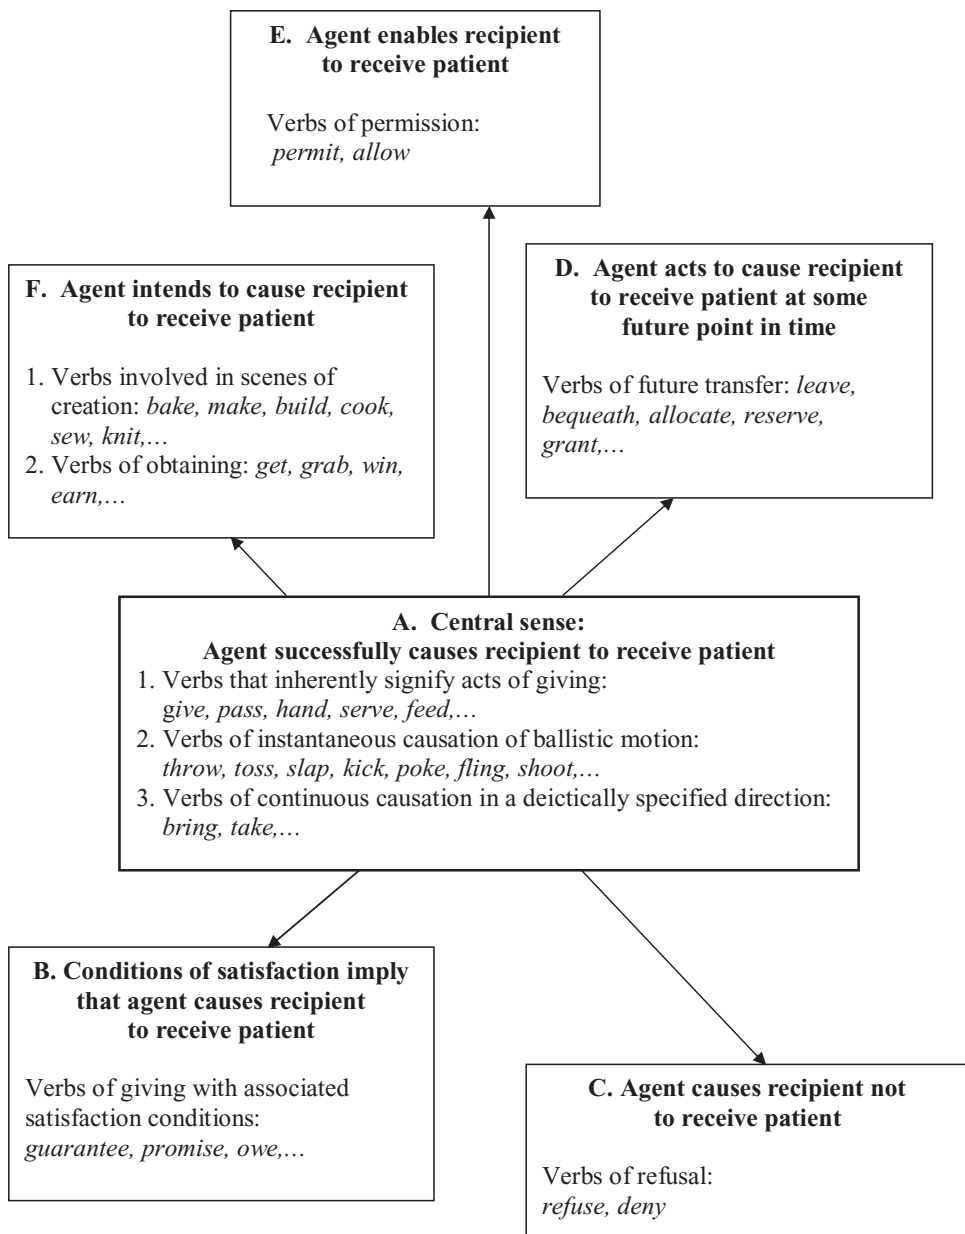 E. Agent enables recipient
to receive patient
Verbs of permission:
permit, allow
F. Agent intends to cause recipient
to receive patient
1. Verbs involved in scenes of
creation: bake, make, build, cook,
sew, knit,…
2. Verbs of obtaining: get, grab, win,
earn,…
D. Agent acts to cause recipient
to receive patient at some
future point in time
Verbs of future transfer: leave,
bequeath, allocate, reserve,
grant,…
A. Central sense:
Agent successfully causes recipient to receive patient
1. Verbs that inherently signify acts of giving:
give, pass, hand, serve, feed,…
2. Verbs of instantaneous causation of ballistic motion:
throw, toss, slap, kick, poke, fling, shoot,…
3. Verbs of continuous causation in a deictically specified direction:
bring, take,…
B. Conditions of satisfaction imply
that agent causes recipient
to receive patient
Verbs of giving with associated
satisfaction conditions:
guarantee, promise, owe,…
C. Agent causes recipient not
to receive patient
Verbs of refusal:
refuse, deny